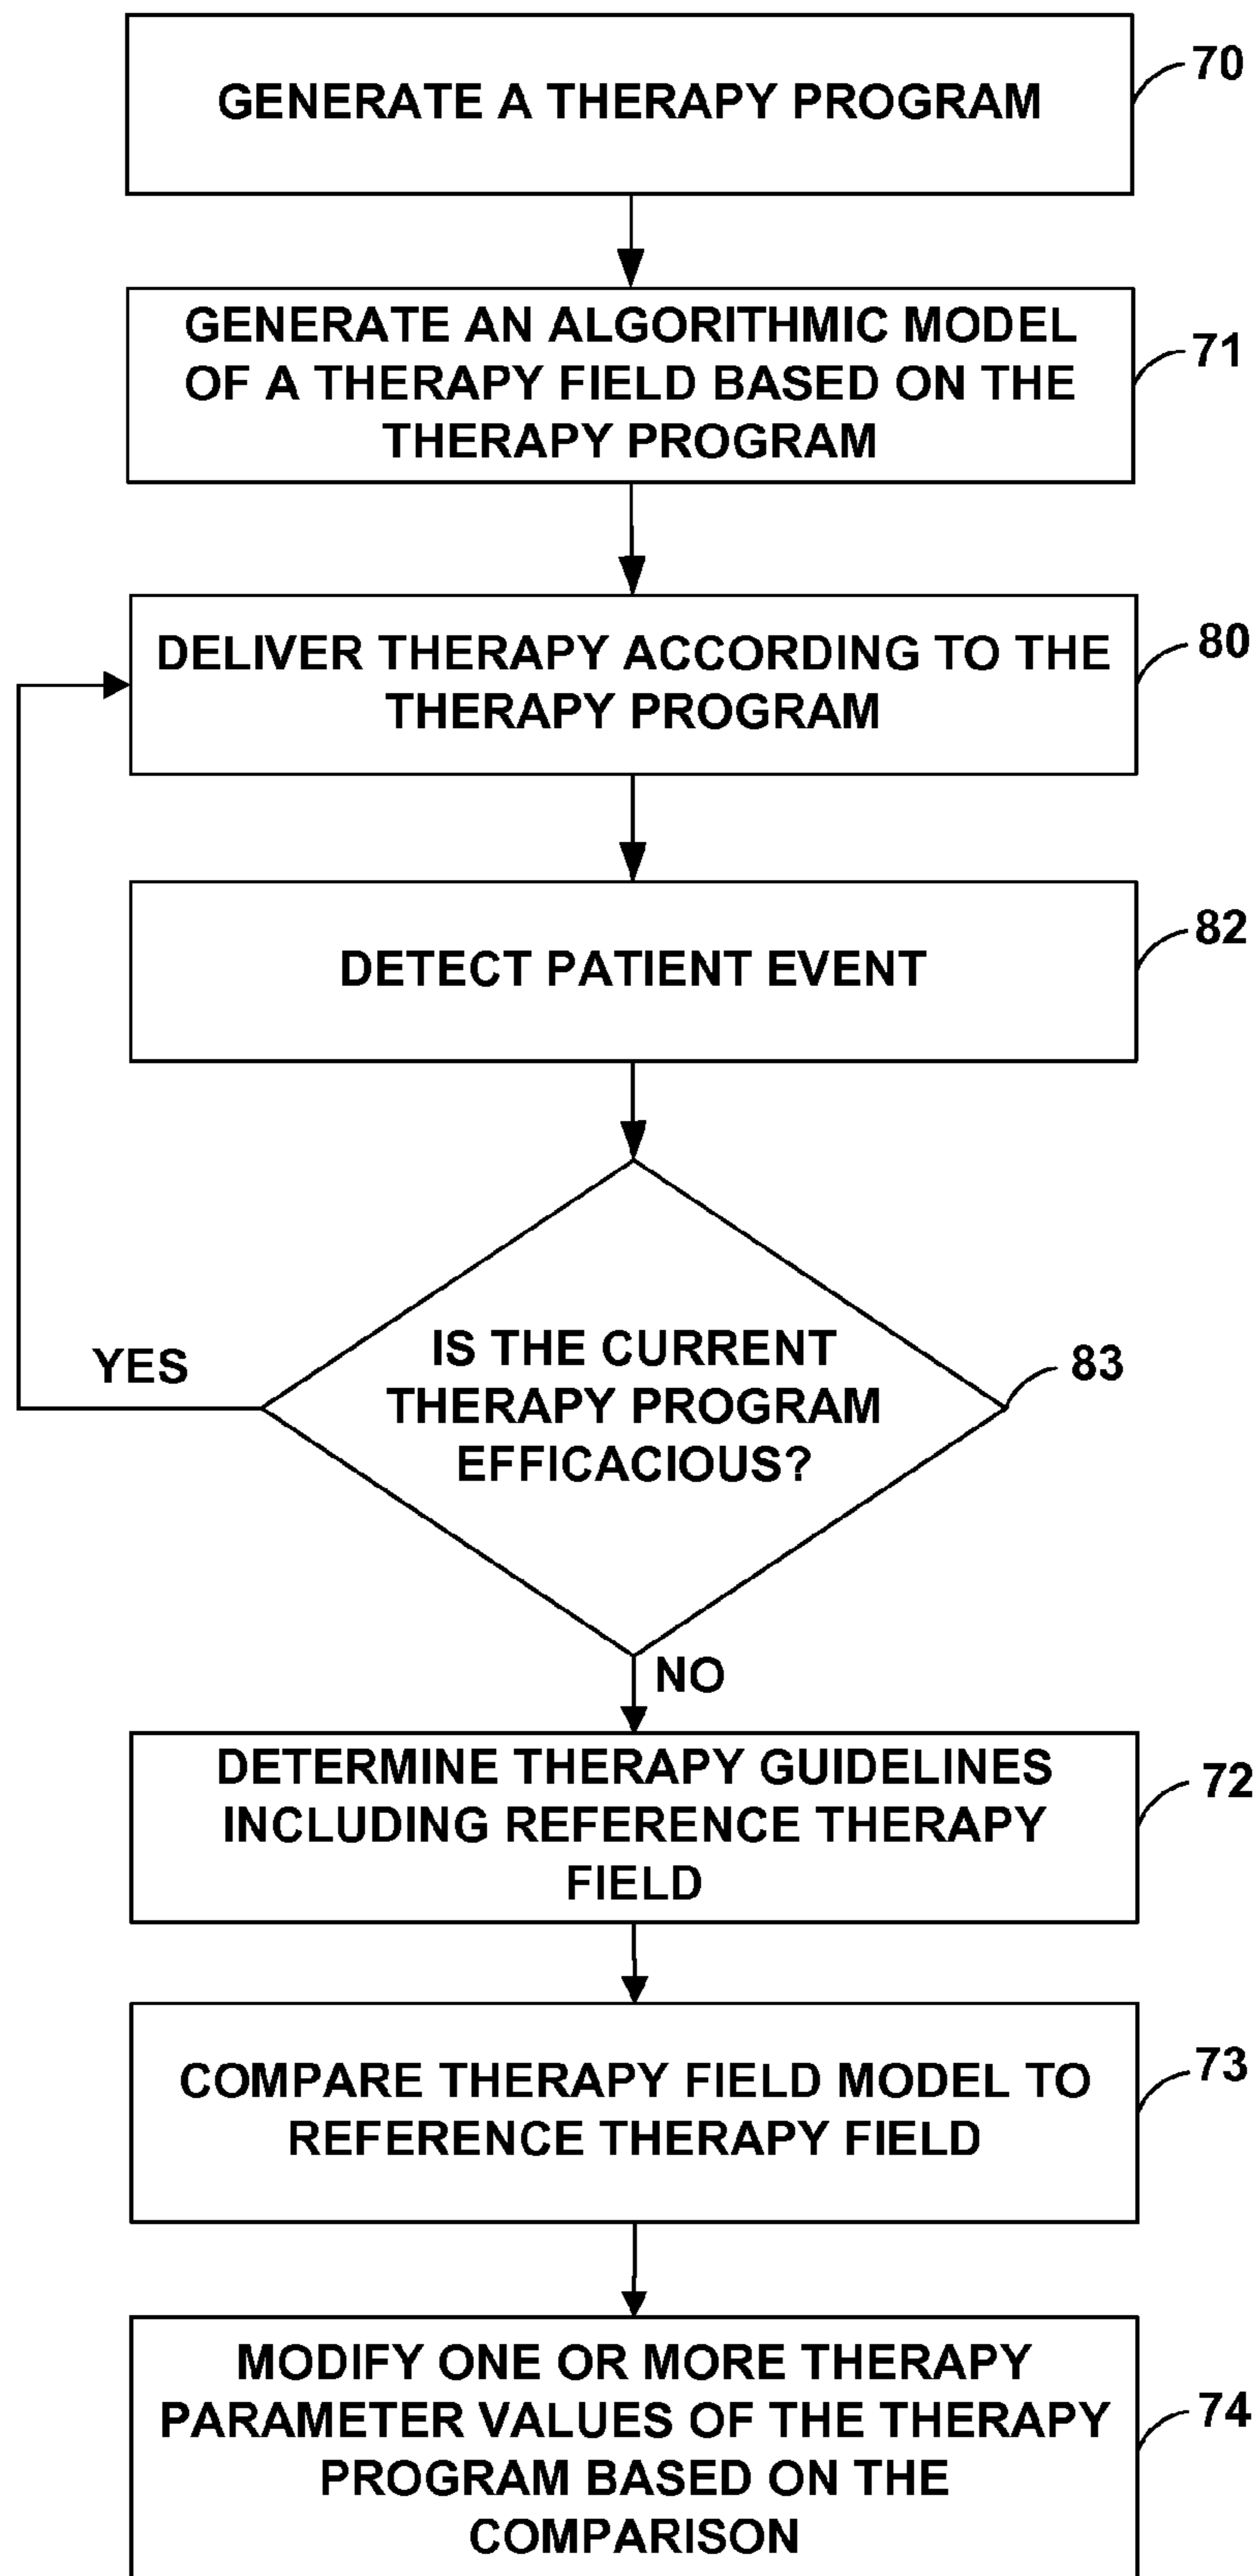 GENERATE A THERAPY PROGRAM
70
GENERATE AN ALGORITHMIC MODEL
OF A THERAPY FIELD BASED ON THE
THERAPY PROGRAM
71
DELIVER THERAPY ACCORDING TO THE
THERAPY PROGRAM
80
DETECT PATIENT EVENT
82
IS THE CURRENT
THERAPY PROGRAM
EFFICACIOUS?
83
YES
NO
DETERMINE THERAPY GUIDELINES
INCLUDING REFERENCE THERAPY
FIELD
72
COMPARE THERAPY FIELD MODEL TO
REFERENCE THERAPY FIELD
73
MODIFY ONE OR MORE THERAPY
PARAMETER VALUES OF THE THERAPY
PROGRAM BASED ON THE
COMPARISON
74